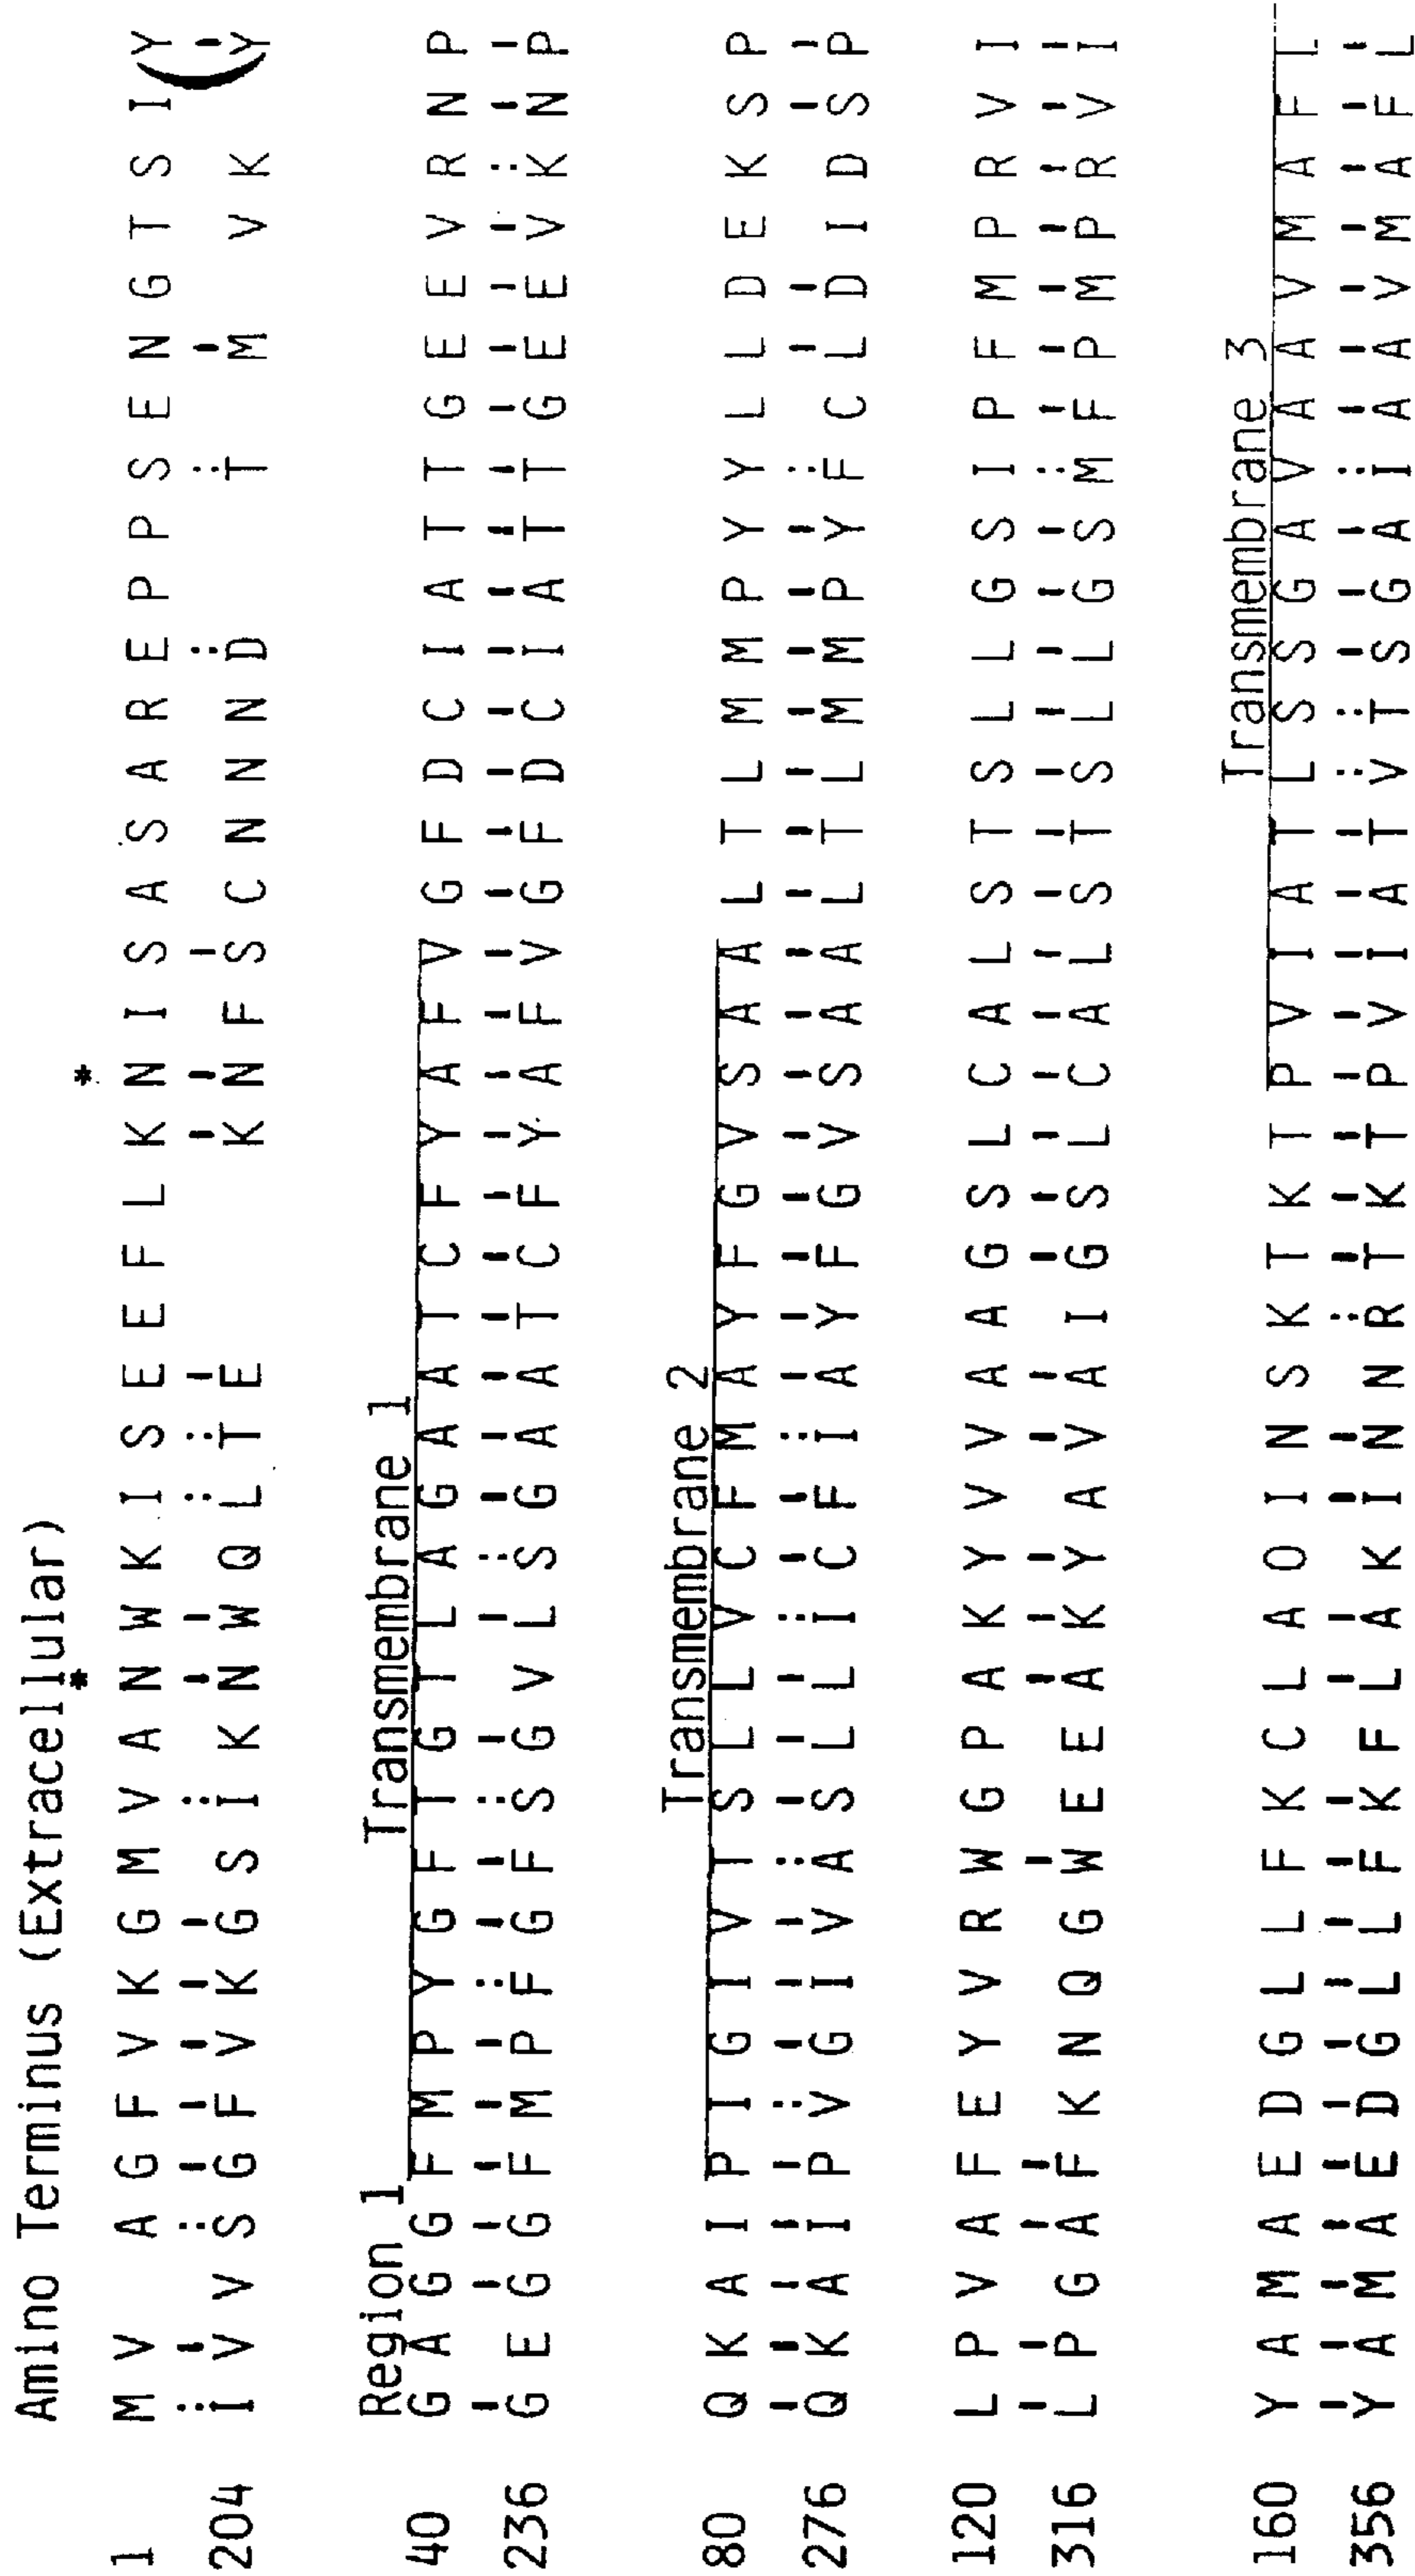 Amino Terminus (Extracellular)
* *
1 M V A G F V K G M V A N W K I S E E F L K N I S A S A R E P P S E N G T S I Y
204 I V V S G F V K G S I K N W Q L T E K N F S C N N N D T M V K Y
Region 1 Transmembrane 1
40 G A G G F M P Y G F T G T L A G A A T C F Y A F V G F D C I A T T G E E V R N P
236 G E G G F M P F G F S G V L S G A A T C F Y A F V G F D C I A T T G E E V K N P
Transmembrane 2
80 Q K A I P I G I V T S L L V C F M A Y F G V S A A L T L M M P Y Y L L D E K S P
276 Q K A I P V G I V A S L L I C F I A Y F G V S A A L T L M M P Y F C L D I D S P
120 L P V A F E Y V R W G P A K Y V V A A G S L C A L S T S L L G S I P F M P R V I
316 L P G A F K N Q G W E E A K Y A V A I G S L C A L S T S L L G S M F P M P R V I
Transmembrane 3
160 Y A M A E D G L L F K C L A O I N S K T K T P V I A T L S S G A V A A V M A F L
356 Y A M A E D G L L F K F L A K I N N R T K T P V I A T V T S G A I A A V M A F L